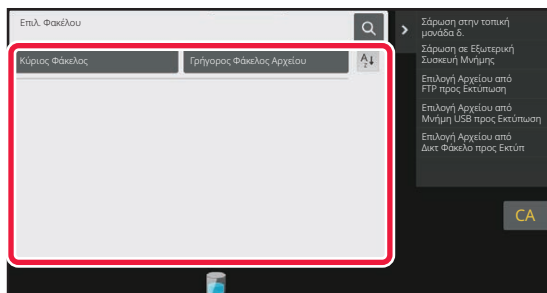 Επιλ. Φακέλου
Κύριος Φάκελος
Γρήγορος Φάκελος Αρχείου
A
Z
Σάρωση στην τοπική
μονάδα δ.
Σάρωση σε Εξωτερική
Συσκευή Μνήμης
Επιλογή Αρχείου από
FTP προς Εκτύπωση
Επιλογή Αρχείου από
Μνήμη USB προς Εκτύπωση
Επιλογή Αρχείου από
Δικτ Φάκελο προς Εκτύπ
CA